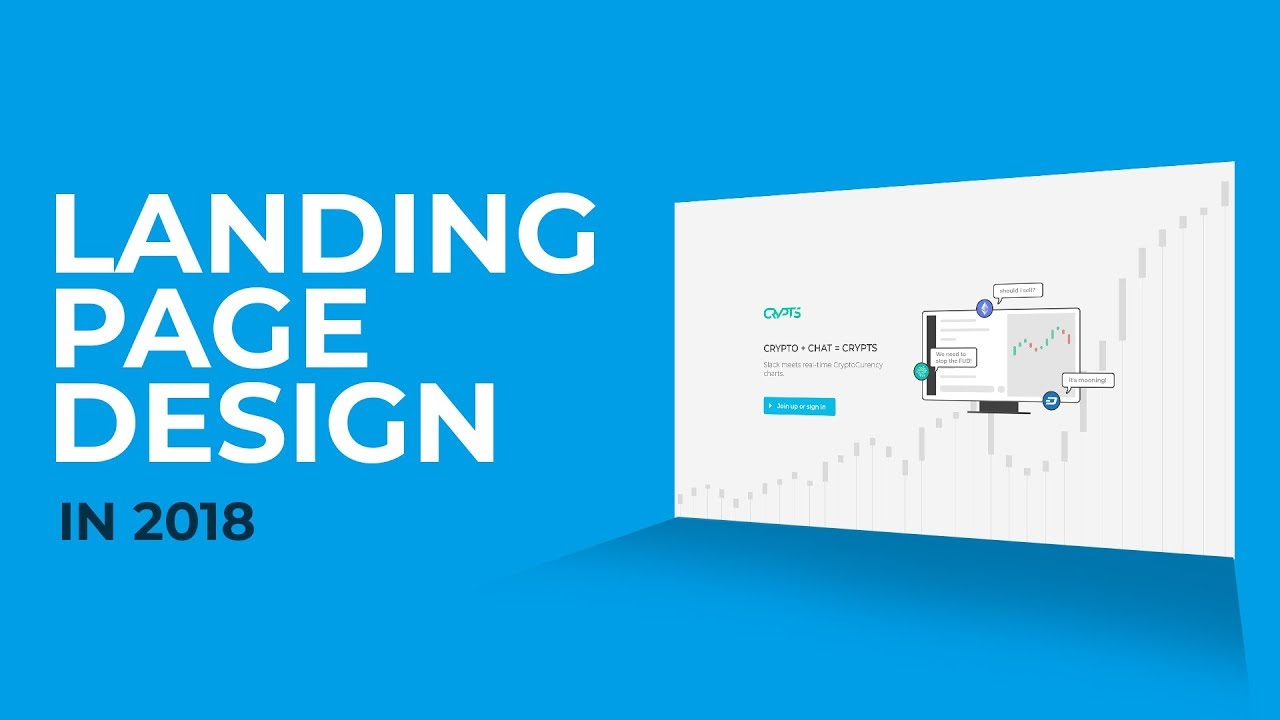 LANDING
PAGE
DESIGN
IN 2018
CRYPTS
CRYPTO + CHAT = CRYPTS
Slack meets real-time CryptoCurency
charts.
Join up or sign in
should I sell?
We need to
stop the FUD!
It's mooning!